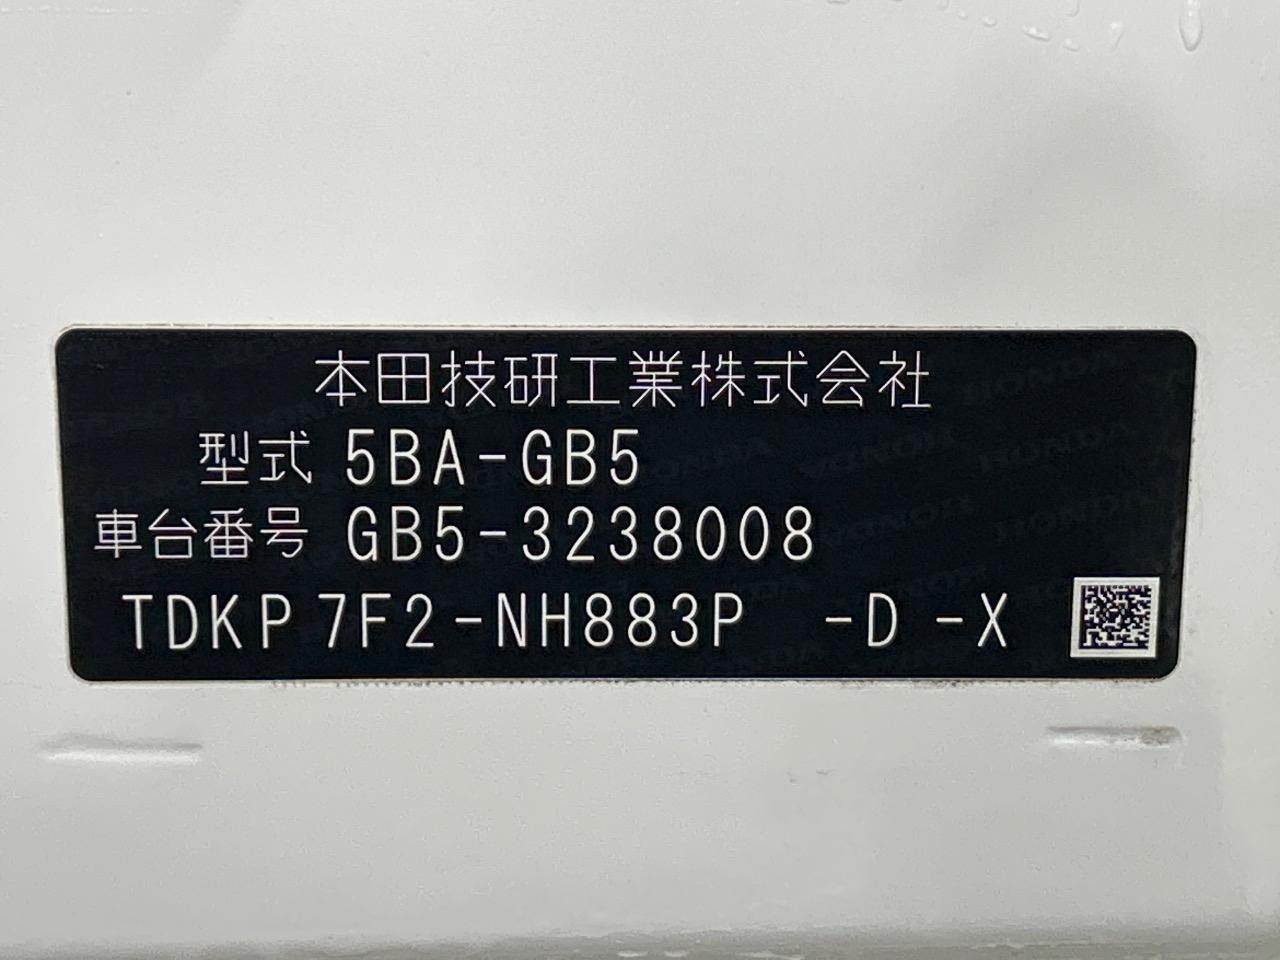 本田技研工業株式会社
型式 5BA-GB5
車台番号 GB5-3238008
TDKP 7F2-NH883P -D -X